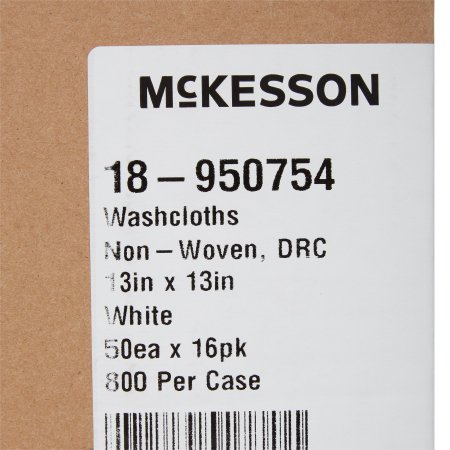 McKESSON
18-950754
Washcloths
Non-Woven, DRC
13in x 13in
White
50ea x 16pk
800 Per Case